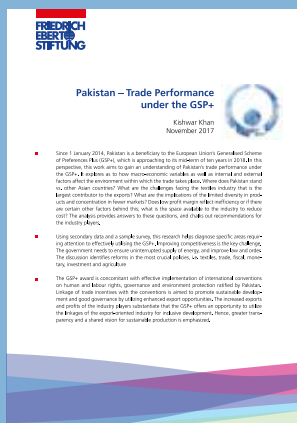 FRIEDRICH
EBERT
STIFTUNG
Pakistan – Trade Performance
under the GSP+
Kishwar Khan
November 2017
Since 1 January 2014, Pakistan is a beneficiary to the European Union's Generalised Scheme
of Preferences Plus (GSP+), which is approaching to its mid-term of ten years in 2018. In this
perspective, this work aims to gain an understanding of Pakistan's trade performance under
the GSP+. It explores as to how macro-economic variables as well as internal and external
factors affect the environment within which the trade takes place. Where does Pakistan stand
vs. other Asian countries? What are the challenges facing the textiles industry that is the
largest contributor to the exports? What are the implications of the limited diversity in prod-
ucts and concentration in fewer markets? Does low profit margin reflect inefficiency or if there
are certain other factors behind this; what is the space available to the industry to reduce
cost? The analysis provides answers to these questions, and chalks out recommendations for
the industry players.
Using secondary data and a sample survey, this research helps diagnose specific areas requir-
ing attention to effectively utilising the GSP+. Improving competitiveness is the key challenge.
The government needs to ensure uninterrupted supply of energy, and improve law and order.
The discussion identifies reforms in the most crucial policies, i.e. textiles, trade, fiscal, mone-
tary, investment and agriculture
The GSP+ award is concomitant with effective implementation of international conventions
on human and labour rights, governance and environment protection ratified by Pakistan.
Linkage of trade incentives with the conventions is aimed to promote sustainable develop-
ment and good governance by utilizing enhanced export opportunities. The increased exports
and profits of the industry players substantiate that the GSP+ offers an opportunity to utilize
the linkages of the export-oriented industry for inclusive development. Hence, greater trans-
parency and a shared vision for sustainable production is emphasized.